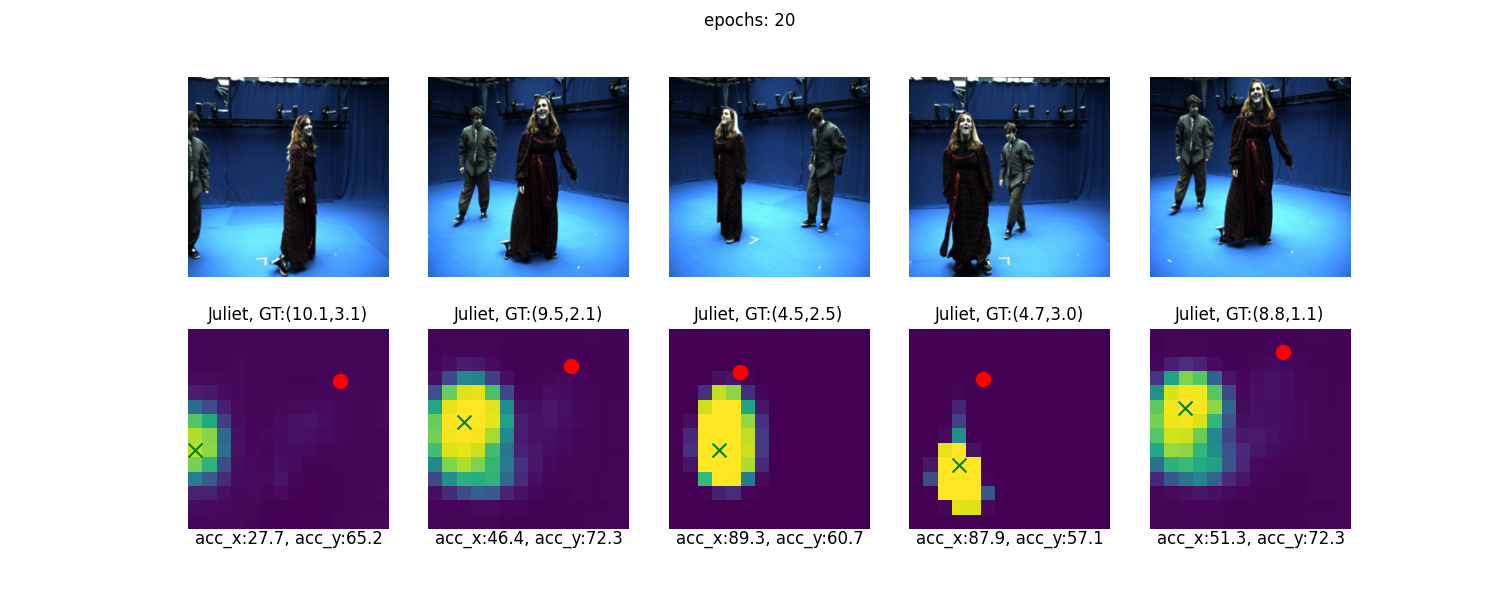 epochs: 20
Juliet, GT:(10.1,3.1)
Juliet, GT:(9.5,2.1)
Juliet, GT:(4.5,2.5)
Juliet, GT:(4.7,3.0)
Juliet, GT:(8.8,1.1)
acc_x:27.7, acc_y:65.2
acc_x:46.4, acc_y:72.3
acc_x:89.3, acc_y:60.7
acc_x:87.9, acc_y:57.1
acc_x:51.3, acc_y:72.3